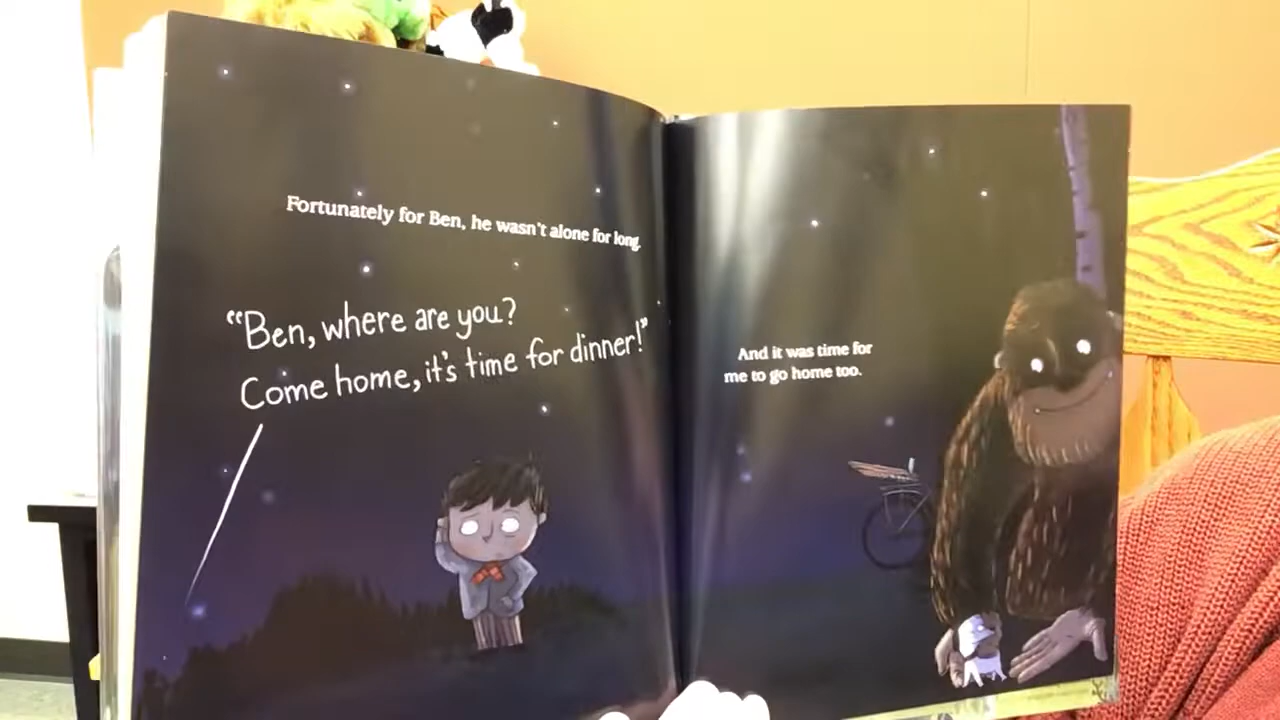 Fortunately for Ben, he wasn't alone for long.
"Ben, where are you?
Come home, it's time for dinner!"
And it was time for
me to go home too.